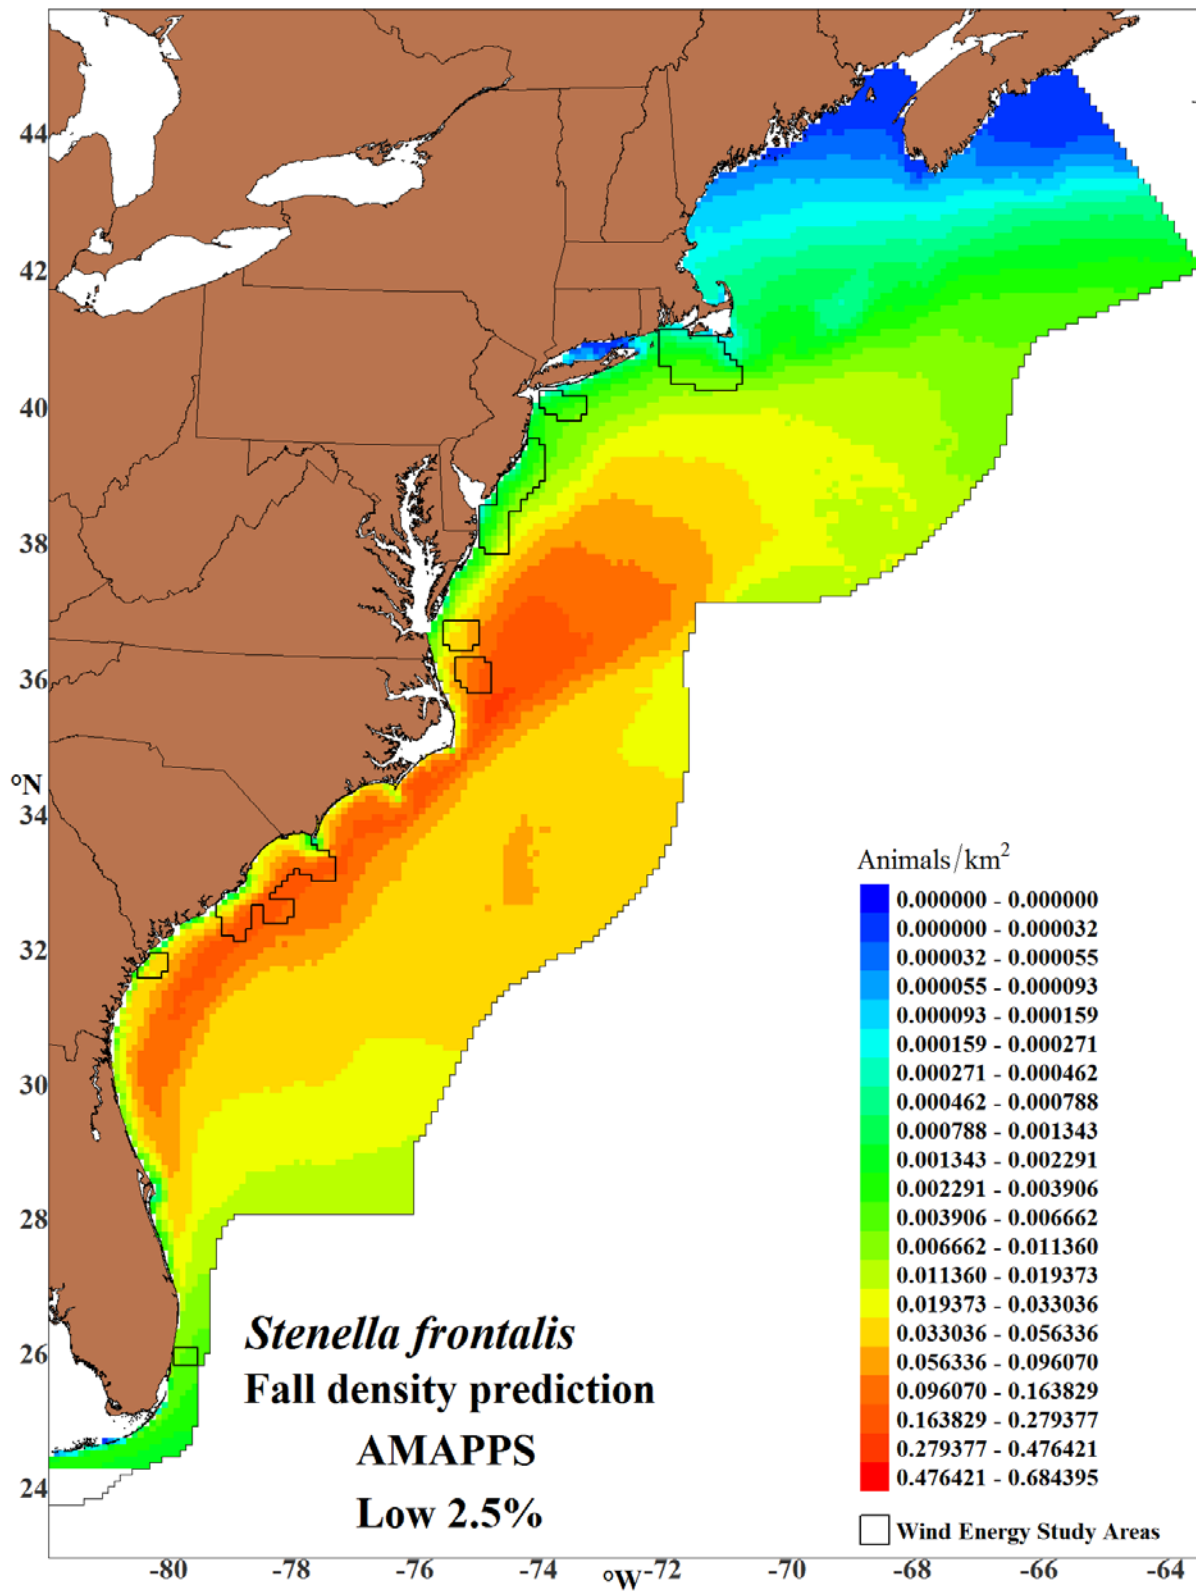 44
42
40
38
36
°N
34
32
30
28
26
24
Animals/km²
0.000000 - 0.000000
0.000000 - 0.000032
0.000032 - 0.000055
0.000055 - 0.000093
0.000093 - 0.000159
0.000159 - 0.000271
0.000271 - 0.000462
0.000462 - 0.000788
0.000788 - 0.001343
0.001343 - 0.002291
0.002291 - 0.003906
0.003906 - 0.006662
0.006662 - 0.011360
0.011360 - 0.019373
0.019373 - 0.033036
0.033036 - 0.056336
0.056336 - 0.096070
0.096070 - 0.163829
0.163829 - 0.279377
0.279377 - 0.476421
0.476421 - 0.684395
Wind Energy Study Areas
Stenella frontalis
Fall density prediction
AMAPPS
Low 2.5%
-80 -78 -76 -74 °W -72 -70 -68 -66 -64